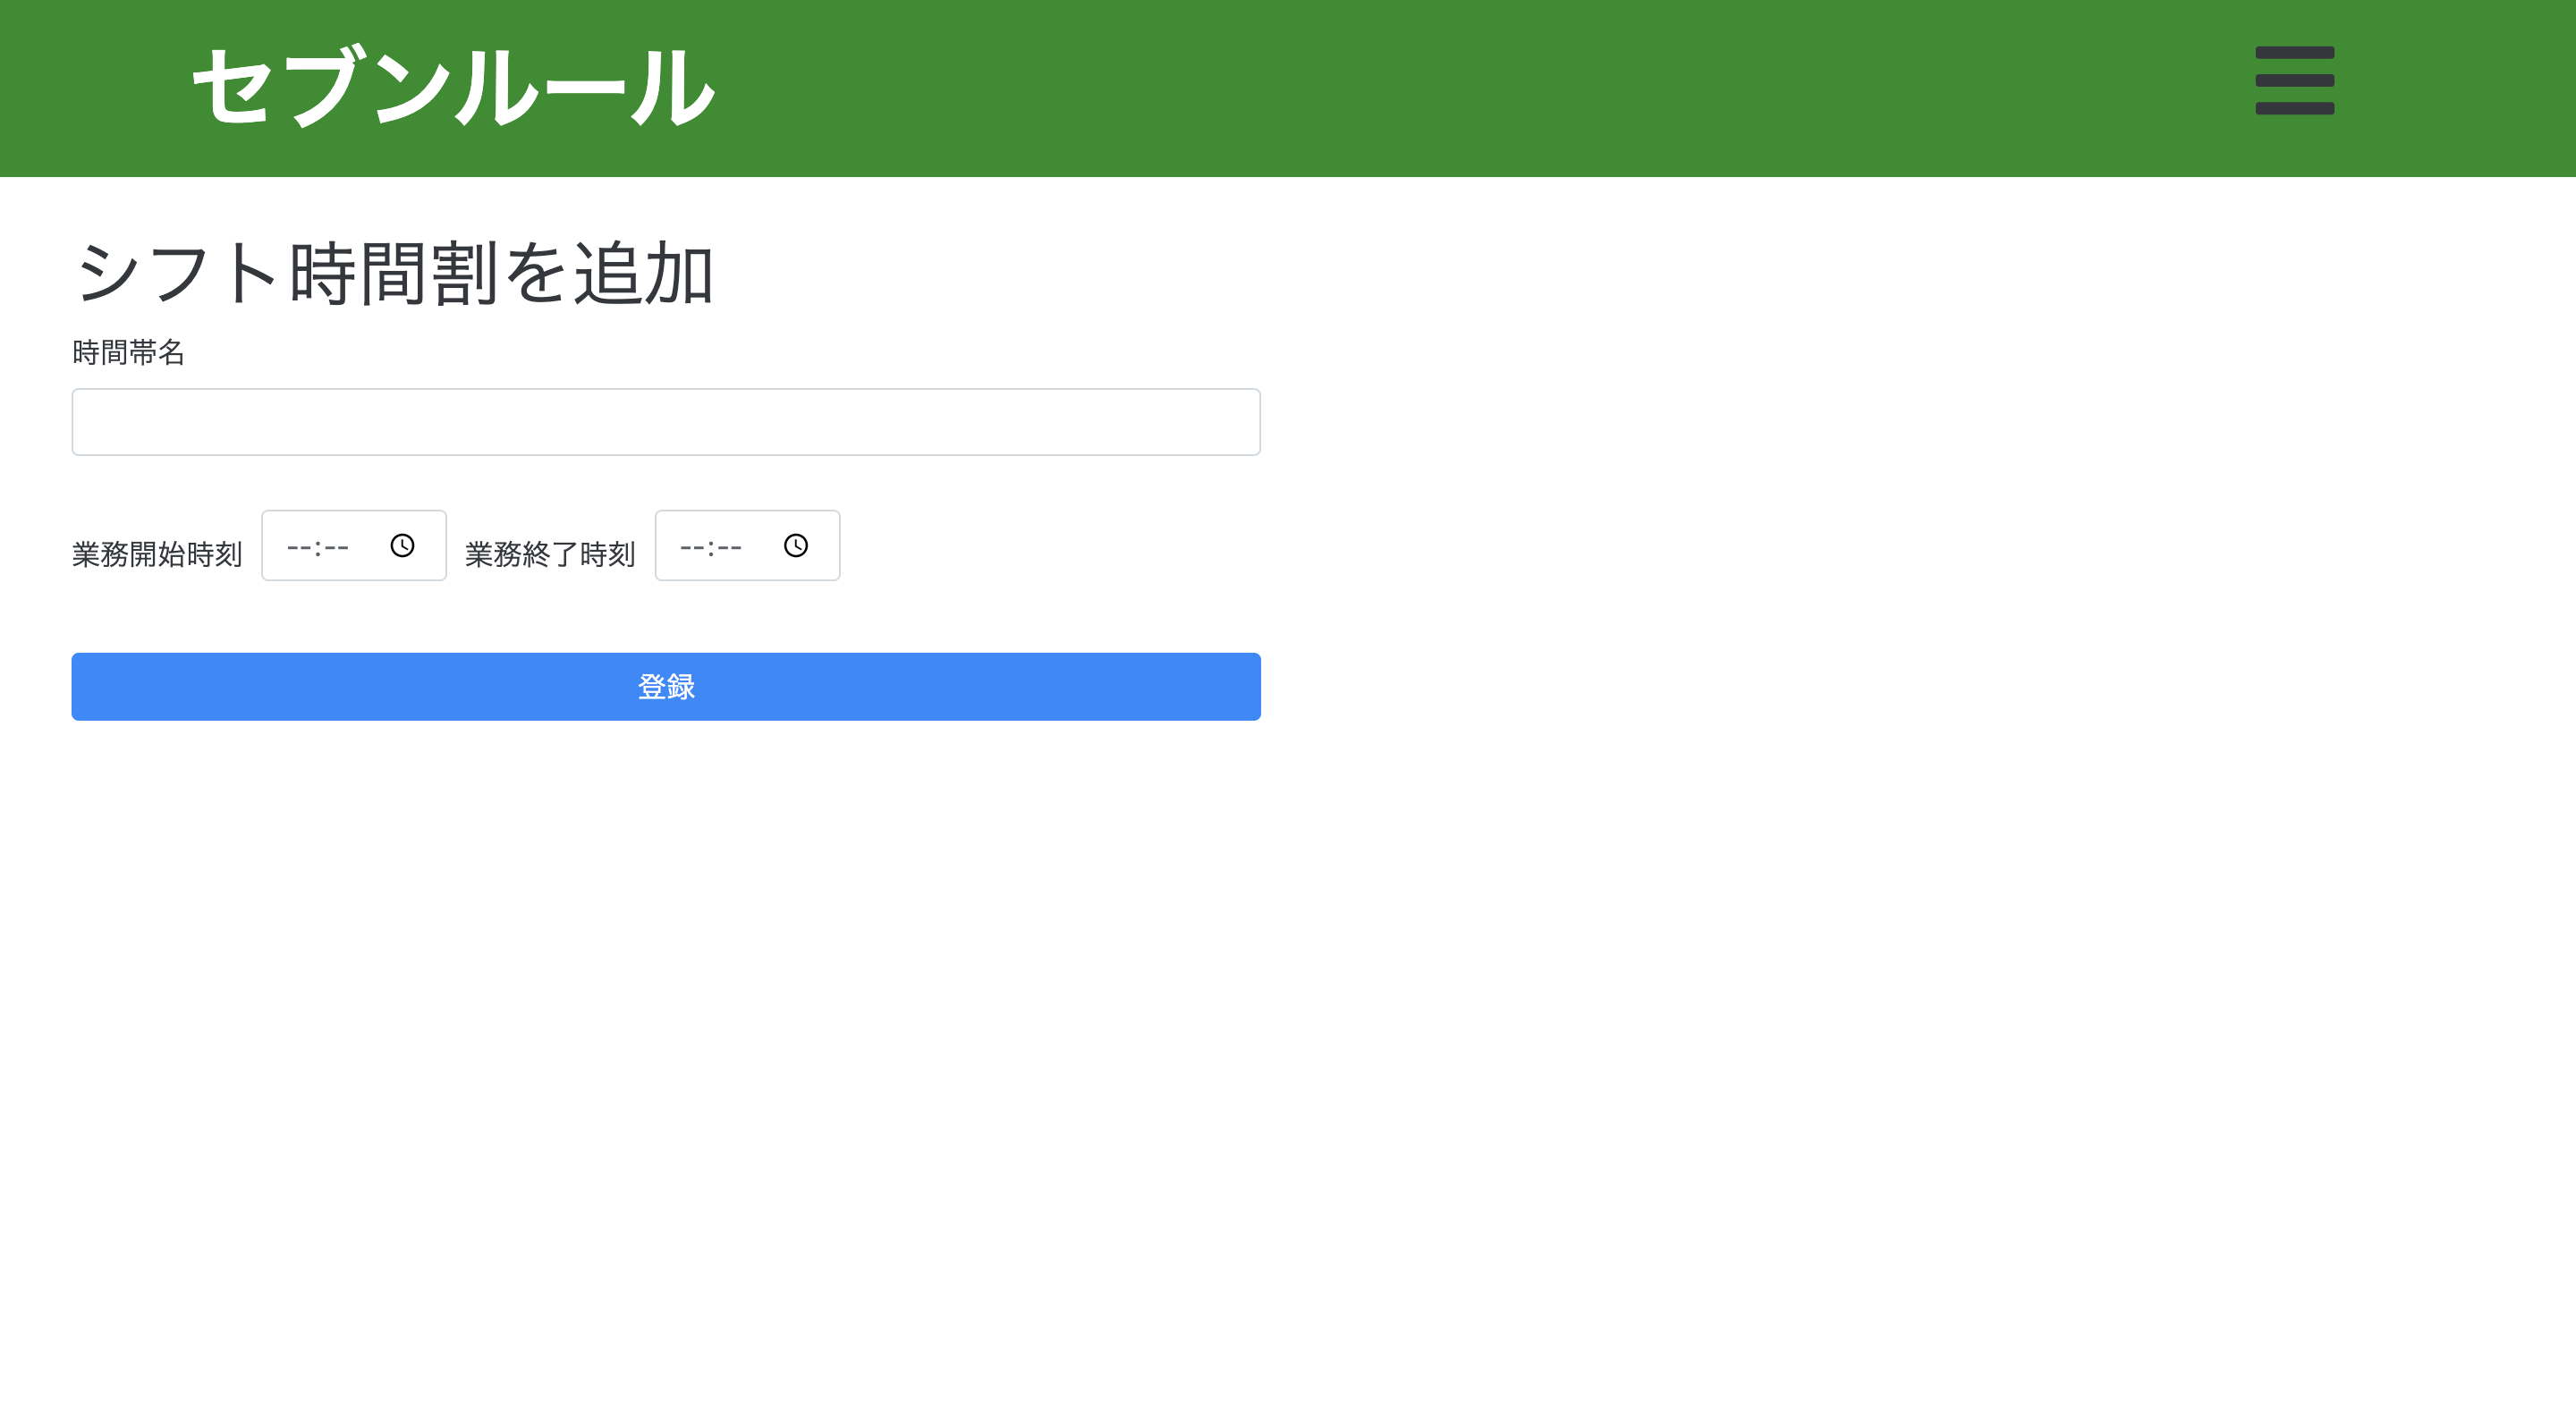 セブンルール
シフト時間割を追加
時間帯名
業務開始時刻 --:-- 業務終了時刻 --:--
登録